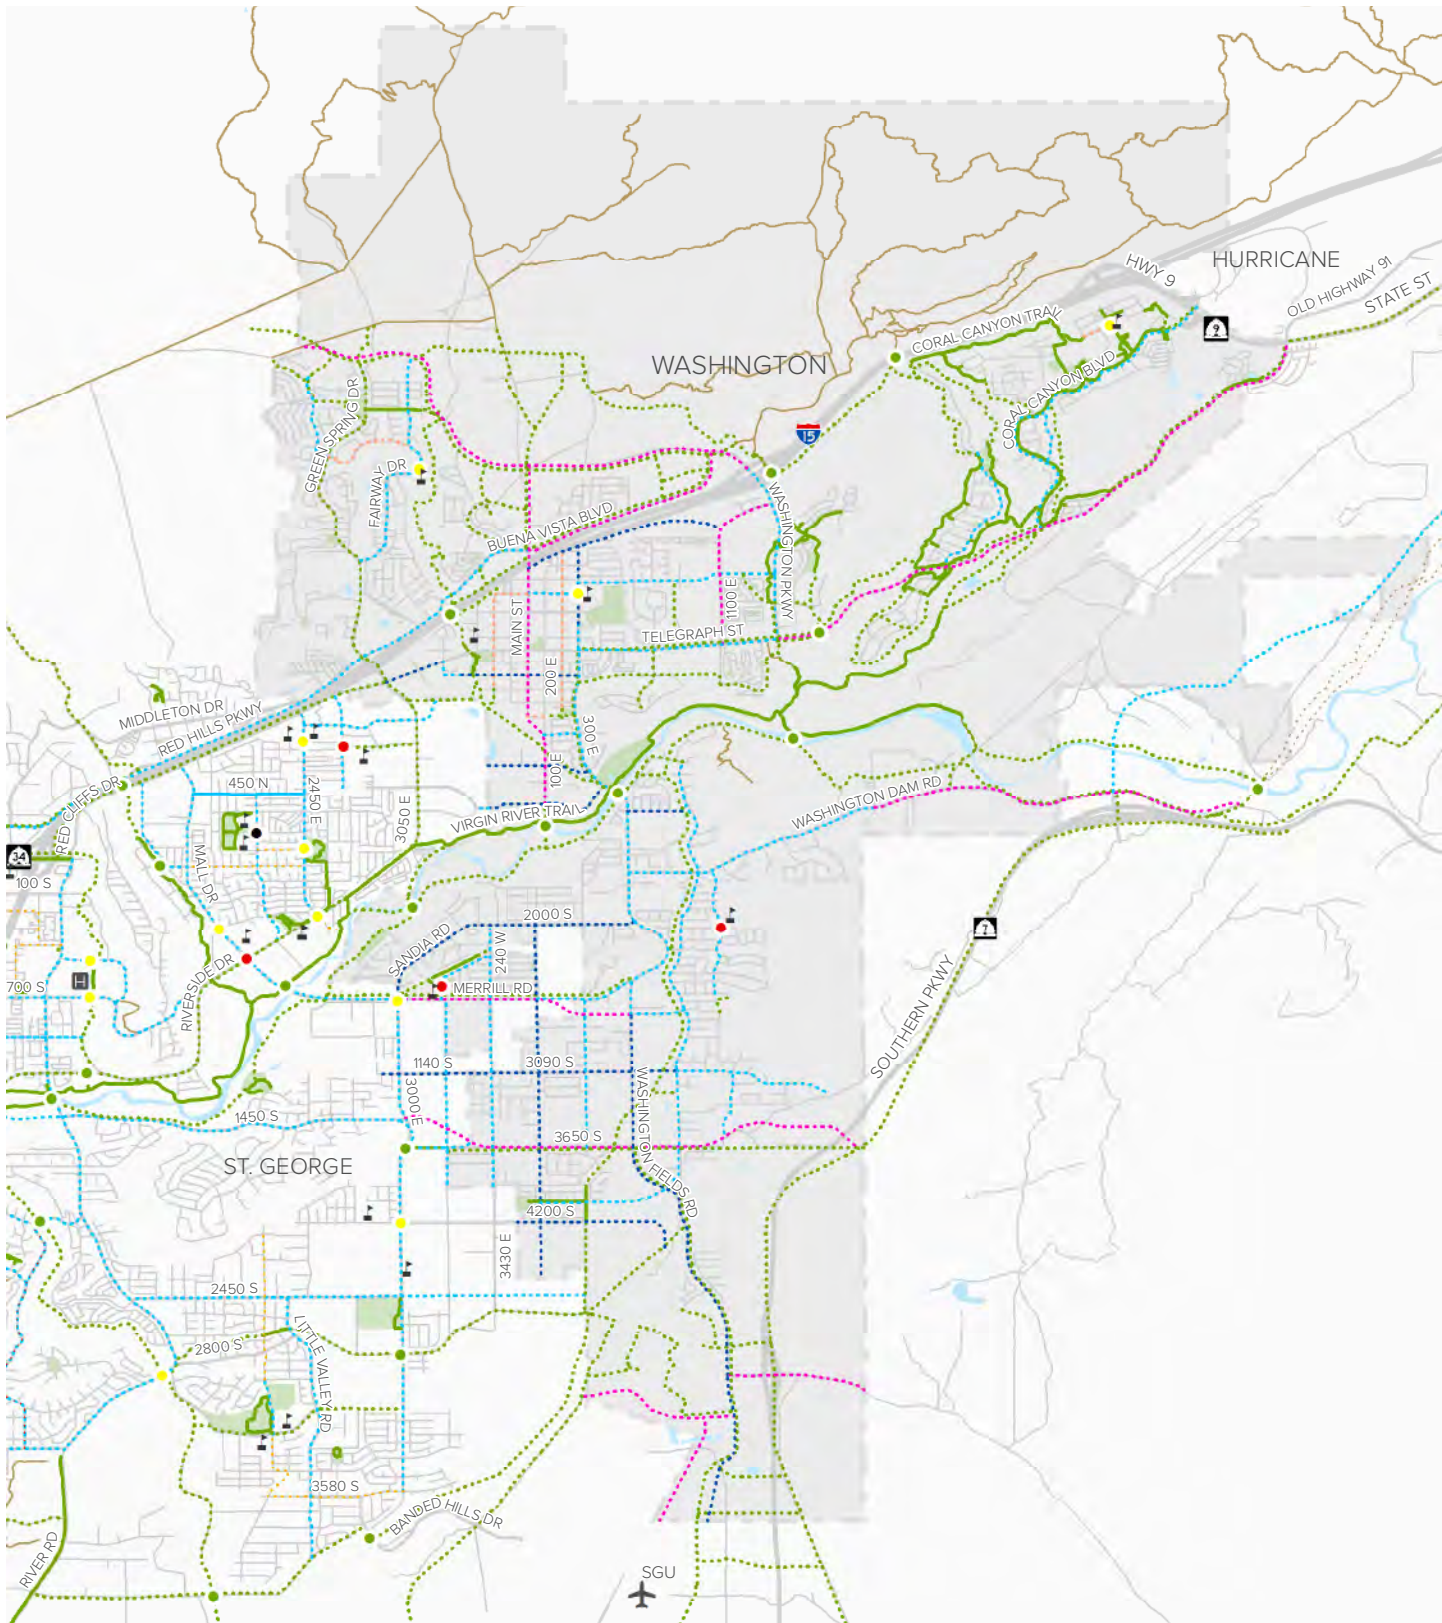 HWY 9
HURRICANE
OLD HIGHWAY 91
STATE ST
9
CORAL CANYON TRAIL
WASHINGTON
CORAL CANYON BLVD
GREEN SPRING DR
15
FAIRWAY DR
BUENA VISTA BLVD
WASHINGTON PKWY
1100 E
MAIN ST
TELEGRAPH ST
200 E
MIDDLETON DR
RED HILLS PKWY
300 E
100 E
450 N
2450 E
RED CLIFFS DR
3050 E
VIRGIN RIVER TRAIL
WASHINGTON DAM RD
34
100 S
MALL DR
2000 S
SANDIA RD
240 W
7
H
700 S
RIVERSIDE DR
MERRILL RD
SOUTHERN PKWY
1140 S
3090 S
3000 E
WASHINGTON FIELDS RD
1450 S
3650 S
ST. GEORGE
4200 S
3430 E
2450 S
2800 S
LITTLE VALLEY RD
3580 S
BANDED HILLS DR
RIVER RD
SGU